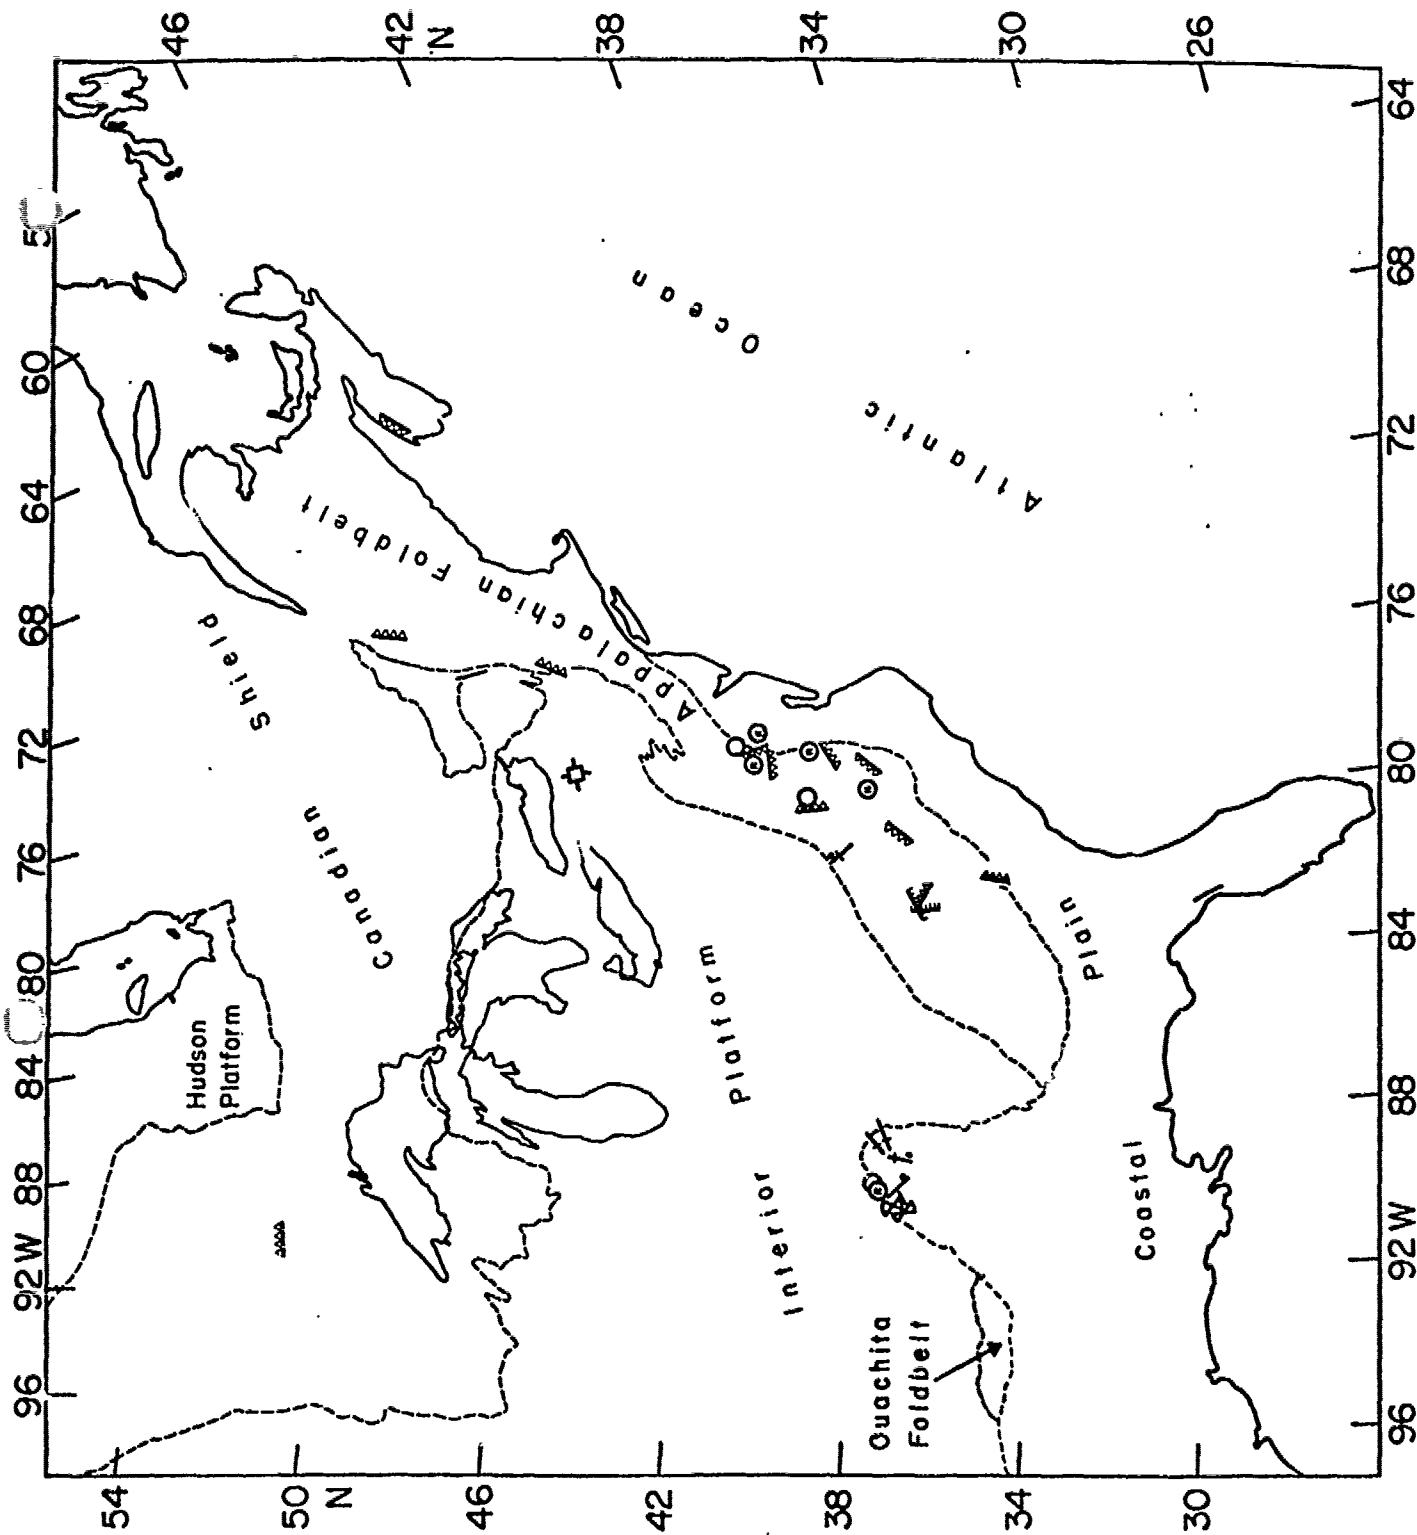 46
42
N
38
34
30
26
60
64
68
72
76
80
84
88
92 W
96
54
50
N
46
42
38
34
30
64
68
72
76
80
84
88
92 W
96
Canadian Shield
Hudson
Platform
Appalachian Foldbelt
Atlantic Ocean
Interior Platform
Coastal Plain
Ouachita
Foldbelt